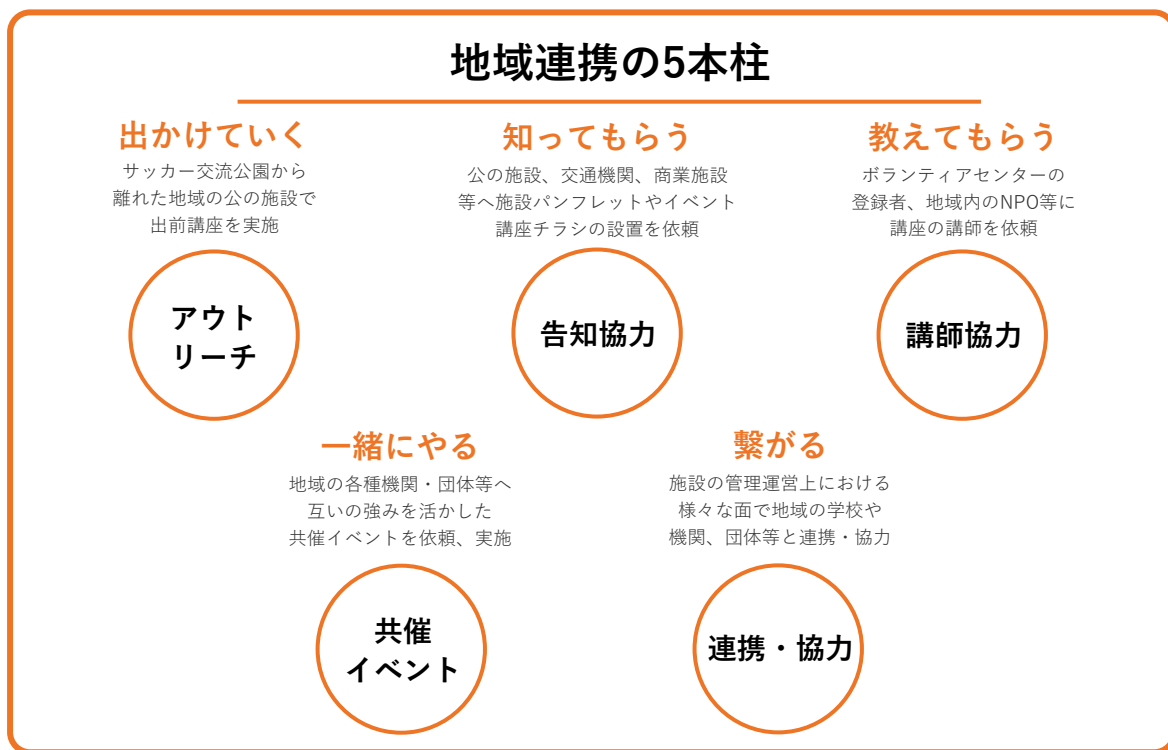 地域連携の5本柱
出かけていく
サッカー交流公園から
離れた地域の公の施設で
出前講座を実施
アウト
リーチ
知ってもらう
公の施設、交通機関、商業施設
等へ施設パンフレットやイベント
講座チラシの設置を依頼
告知協力
教えてもらう
ボランティアセンターの
登録者、地域内のNPO等に
講座の講師を依頼
講師協力
一緒にやる
地域の各種機関・団体等へ
互いの強みを活かした
共催イベントを依頼、実施
共催
イベント
繋がる
施設の管理運営上における
様々な面で地域の学校や
機関、団体等と連携・協力
連携・協力